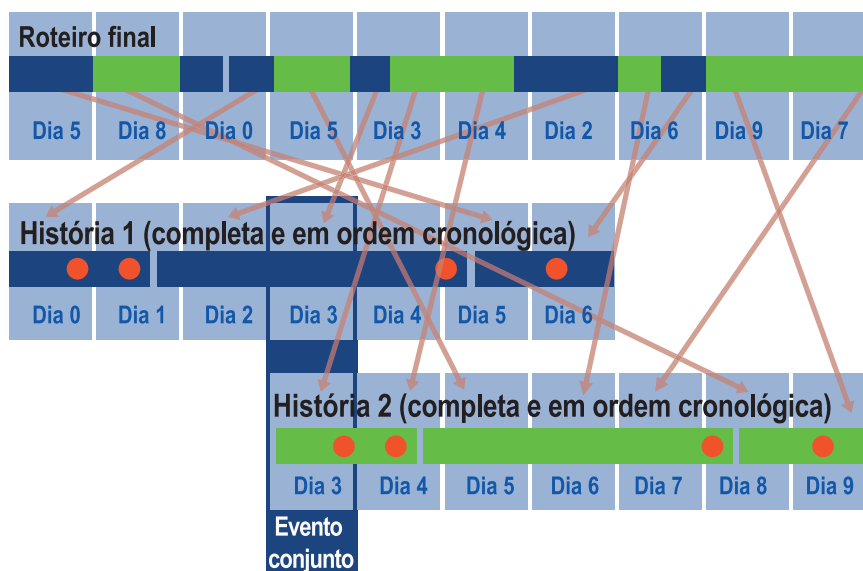 Roteiro final
Dia 5 Dia 8 Dia 0 Dia 5 Dia 3 Dia 4 Dia 2 Dia 6 Dia 9 Dia 7
História 1 (completa e em ordem cronológica)
Dia 0 Dia 1 Dia 2 Dia 3 Dia 4 Dia 5 Dia 6
História 2 (completa e em ordem cronológica)
Dia 3 Dia 4 Dia 5 Dia 6 Dia 7 Dia 8 Dia 9
Evento
conjunto